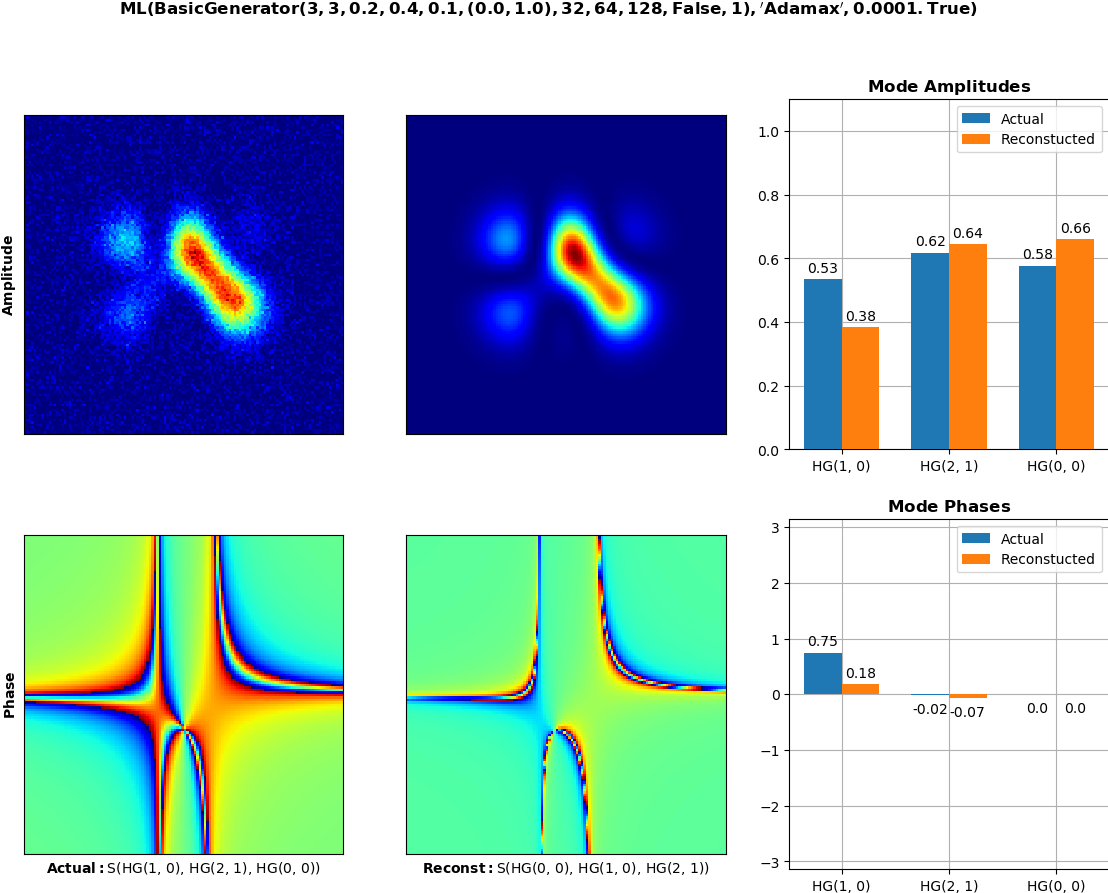 ML(BasicGenerator(3, 3, 0.2, 0.4, 0.1, (0.0, 1.0), 32, 64, 128, False, 1), 'Adamax', 0.0001. True)
Mode Amplitudes
Amplitude
1.0
0.8
0.6
0.4
0.2
0.0
Actual
Reconstucted
0.53
0.38
0.62
0.64
0.58
0.66
HG(1, 0)
HG(2, 1)
HG(0, 0)
Mode Phases
Phase
3
2
1
0
−1
−2
−3
Actual
Reconstucted
0.75
0.18
-0.02
-0.07
0.0
0.0
HG(1, 0)
HG(2, 1)
HG(0, 0)
Actual: S(HG(1, 0), HG(2, 1), HG(0, 0))
Reconst: S(HG(0, 0), HG(1, 0), HG(2, 1))